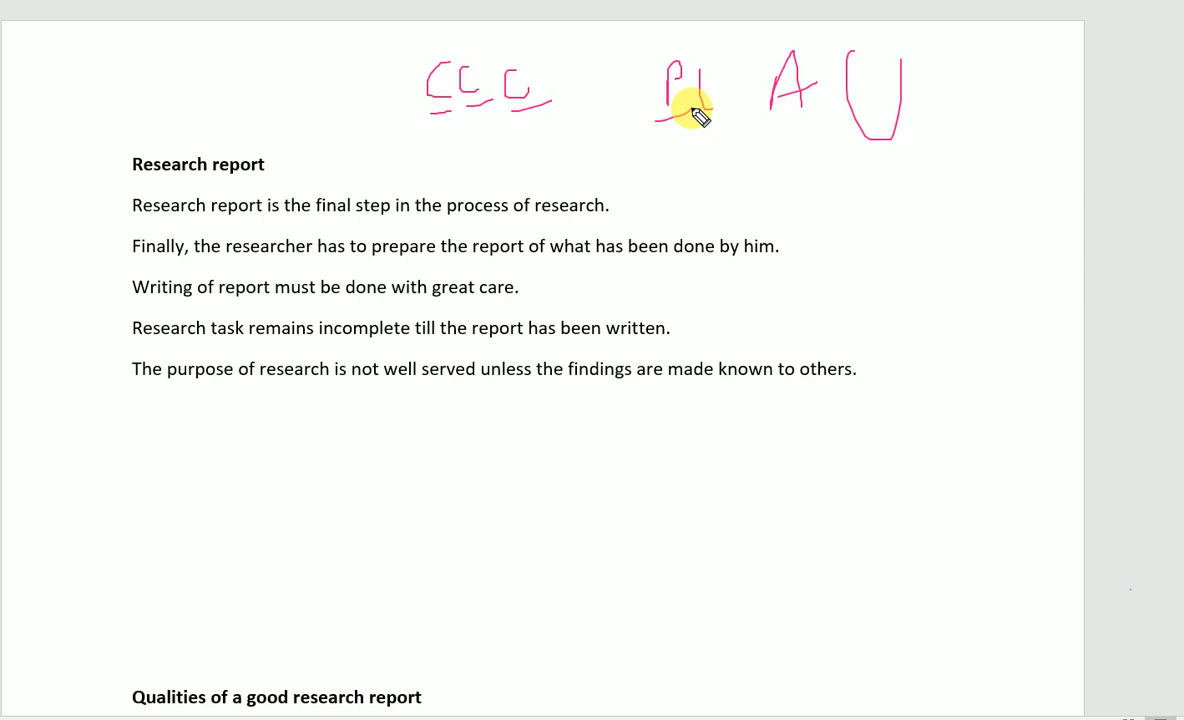 CCC PL A U
Research report
Research report is the final step in the process of research.
Finally, the researcher has to prepare the report of what has been done by him.
Writing of report must be done with great care.
Research task remains incomplete till the report has been written.
The purpose of research is not well served unless the findings are made known to others.
Qualities of a good research report